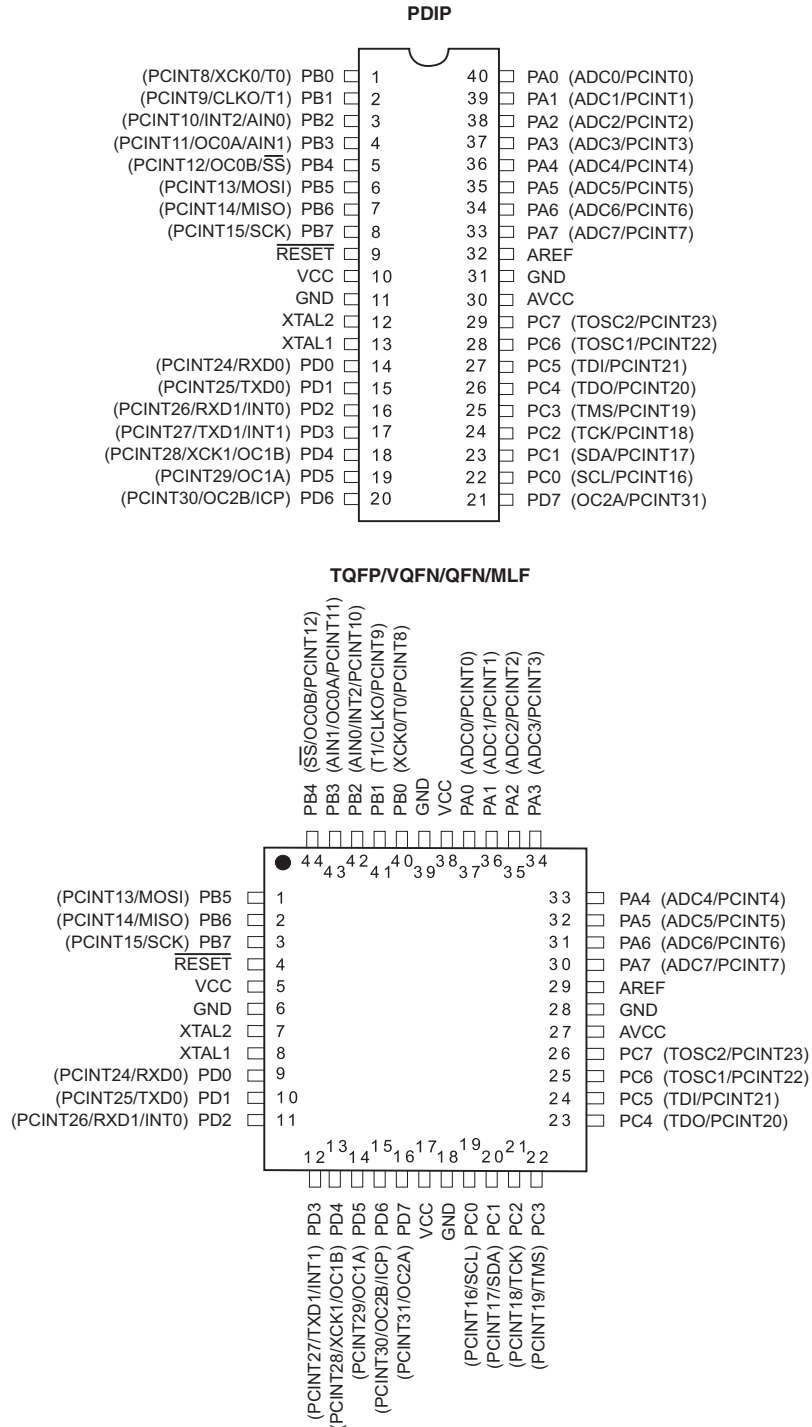 PDIP
(PCINT8/XCK0/T0) PB0 1 40 PA0 (ADC0/PCINT0)
(PCINT9/CLKO/T1) PB1 2 39 PA1 (ADC1/PCINT1)
(PCINT10/INT2/AIN0) PB2 3 38 PA2 (ADC2/PCINT2)
(PCINT11/OC0A/AIN1) PB3 4 37 PA3 (ADC3/PCINT3)
(PCINT12/OC0B/SS) PB4 5 36 PA4 (ADC4/PCINT4)
(PCINT13/MOSI) PB5 6 35 PA5 (ADC5/PCINT5)
(PCINT14/MISO) PB6 7 34 PA6 (ADC6/PCINT6)
(PCINT15/SCK) PB7 8 33 PA7 (ADC7/PCINT7)
RESET 9 32 AREF
VCC 10 31 GND
GND 11 30 AVCC
XTAL2 12 29 PC7 (TOSC2/PCINT23)
XTAL1 13 28 PC6 (TOSC1/PCINT22)
(PCINT24/RXD0) PD0 14 27 PC5 (TDI/PCINT21)
(PCINT25/TXD0) PD1 15 26 PC4 (TDO/PCINT20)
(PCINT26/RXD1/INT0) PD2 16 25 PC3 (TMS/PCINT19)
(PCINT27/TXD1/INT1) PD3 17 24 PC2 (TCK/PCINT18)
(PCINT28/XCK1/OC1B) PD4 18 23 PC1 (SDA/PCINT17)
(PCINT29/OC1A) PD5 19 22 PC0 (SCL/PCINT16)
(PCINT30/OC2B/ICP) PD6 20 21 PD7 (OC2A/PCINT31)
TQFP/VQFN/QFN/MLF
PB4 (SS/OC0B/PCINT12)
PB3 (AIN1/OC0A/PCINT11)
PB2 (AIN0/INT2/PCINT10)
PB1 (T1/CLKO/PCINT9)
PB0 (XCK0/T0/PCINT8)
GND
VCC
PA0 (ADC0/PCINT0)
PA1 (ADC1/PCINT1)
PA2 (ADC2/PCINT2)
PA3 (ADC3/PCINT3)
44 43 42 41 40 39 38 37 36 35 34
(PCINT13/MOSI) PB5 1 33 PA4 (ADC4/PCINT4)
(PCINT14/MISO) PB6 2 32 PA5 (ADC5/PCINT5)
(PCINT15/SCK) PB7 3 31 PA6 (ADC6/PCINT6)
RESET 4 30 PA7 (ADC7/PCINT7)
VCC 5 29 AREF
GND 6 28 GND
XTAL2 7 27 AVCC
XTAL1 8 26 PC7 (TOSC2/PCINT23)
(PCINT24/RXD0) PD0 9 25 PC6 (TOSC1/PCINT22)
(PCINT25/TXD0) PD1 10 24 PC5 (TDI/PCINT21)
(PCINT26/RXD1/INT0) PD2 11 23 PC4 (TDO/PCINT20)
12 13 14 15 16 17 18 19 20 21 22
(PCINT27/TXD1/INT1) PD3
(PCINT28/XCK1/OC1B) PD4
(PCINT29/OC1A) PD5
(PCINT30/OC2B/ICP) PD6
(PCINT31/OC2A) PD7
VCC
GND
(PCINT16/SCL) PC0
(PCINT17/SDA) PC1
(PCINT18/TCK) PC2
(PCINT19/TMS) PC3